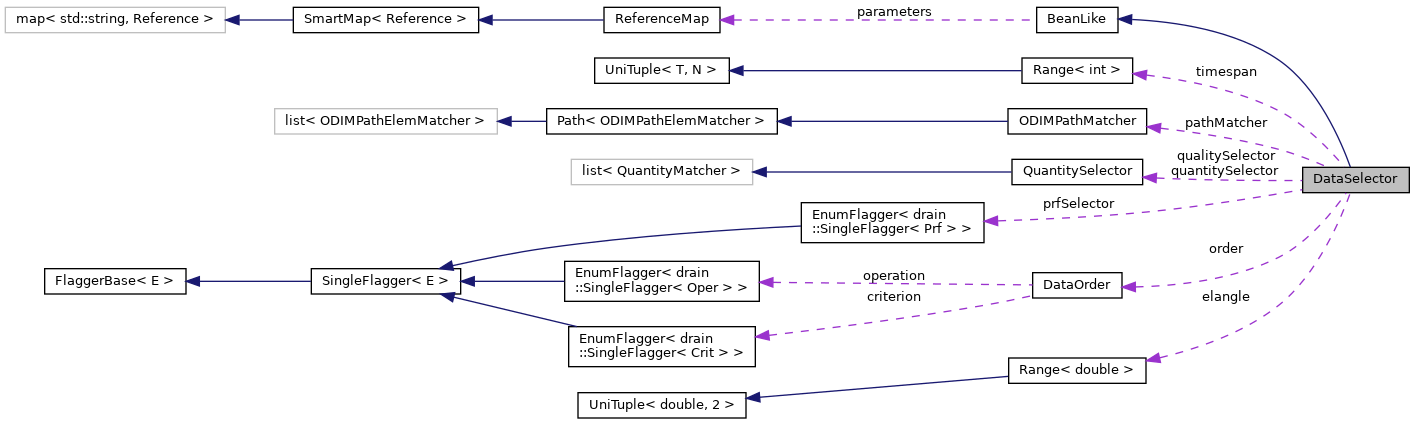 map< std::string, Reference >
SmartMap< Reference >
ReferenceMap
parameters
BeanLike
UniTuple< T, N >
Range< int >
timespan
list< ODIMPathElemMatcher >
Path< ODIMPathElemMatcher >
ODIMPathMatcher
pathMatcher
list< QuantityMatcher >
QuantitySelector
qualitySelector
quantitySelector
DataSelector
EnumFlagger< drain
::SingleFlagger< Prf > >
prfSelector
FlaggerBase< E >
SingleFlagger< E >
EnumFlagger< drain
::SingleFlagger< Oper > >
operation
criterion
DataOrder
order
EnumFlagger< drain
::SingleFlagger< Crit > >
elangle
Range< double >
UniTuple< double, 2 >